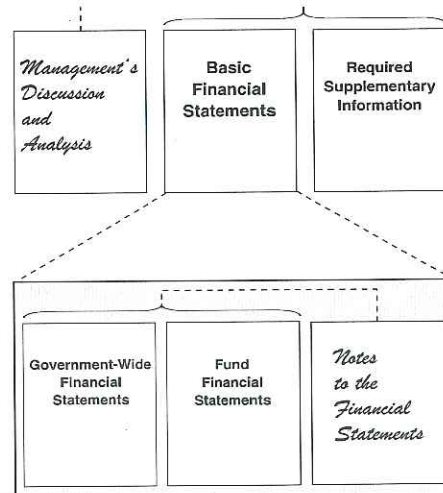 Management's
Discussion
and
Analysis
Basic
Financial
Statements
Required
Supplementary
Information
Government-Wide
Financial
Statements
Fund
Financial
Statements
Notes
to the
Financial
Statements